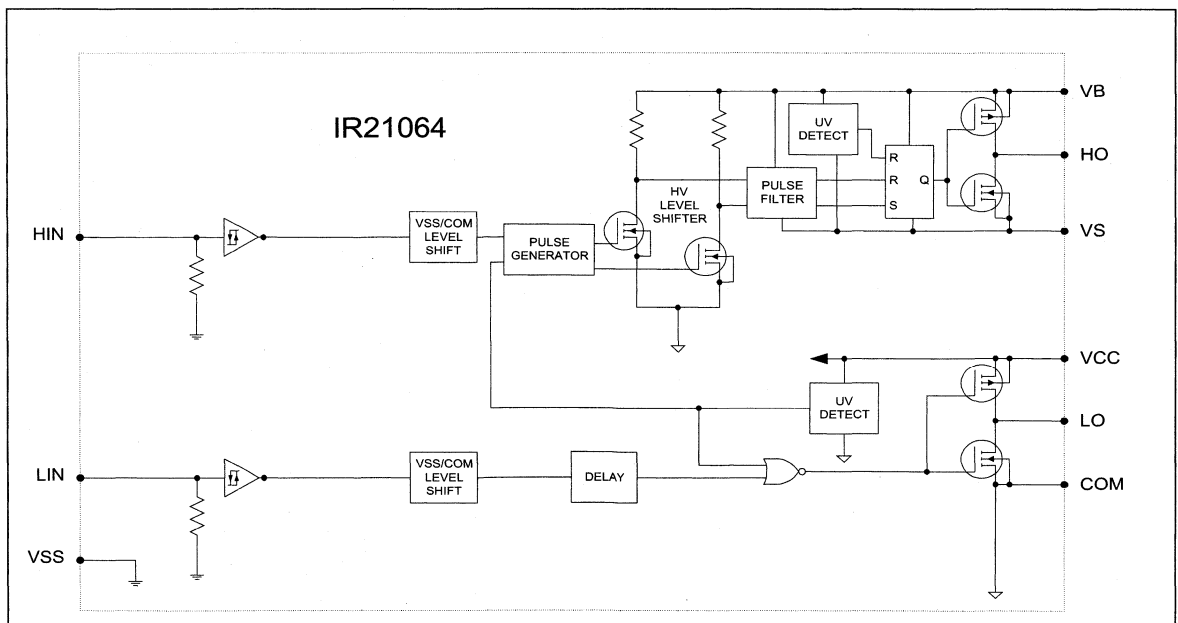 IR21064
VB
UV
DETECT
HO
R
R Q
S
PULSE
FILTER
HV
LEVEL
SHIFTER
VS
HIN
VSS/COM
LEVEL
SHIFT
PULSE
GENERATOR
VCC
UV
DETECT
LO
LIN
VSS/COM
LEVEL
SHIFT
DELAY
COM
VSS